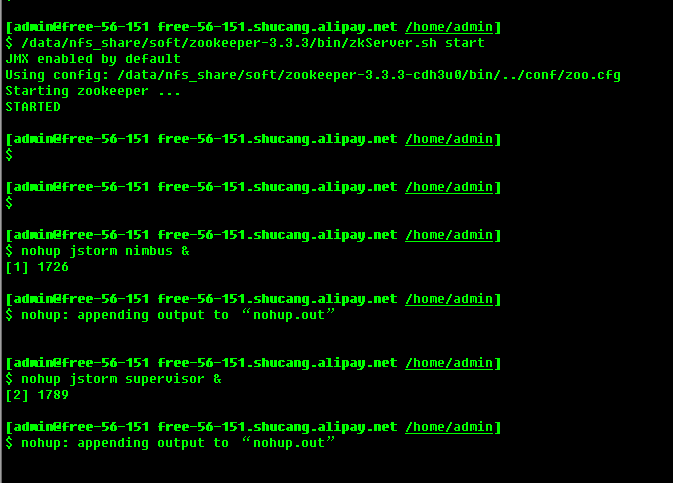 [admin@free-56-151 free-56-151.shucang.alipay.net /home/admin]
$ /data/nfs_share/soft/zookeeper-3.3.3/bin/zkServer.sh start
JMX enabled by default
Using config: /data/nfs_share/soft/zookeeper-3.3.3-cdh3u0/bin/../conf/zoo.cfg
Starting zookeeper ...
STARTED
[admin@free-56-151 free-56-151.shucang.alipay.net /home/admin]
$
[admin@free-56-151 free-56-151.shucang.alipay.net /home/admin]
$
[admin@free-56-151 free-56-151.shucang.alipay.net /home/admin]
$ nohup jstorm nimbus &
[1] 1726
[admin@free-56-151 free-56-151.shucang.alipay.net /home/admin]
$ nohup: appending output to “nohup.out”
[admin@free-56-151 free-56-151.shucang.alipay.net /home/admin]
$ nohup jstorm supervisor &
[2] 1789
[admin@free-56-151 free-56-151.shucang.alipay.net /home/admin]
$ nohup: appending output to “nohup.out”